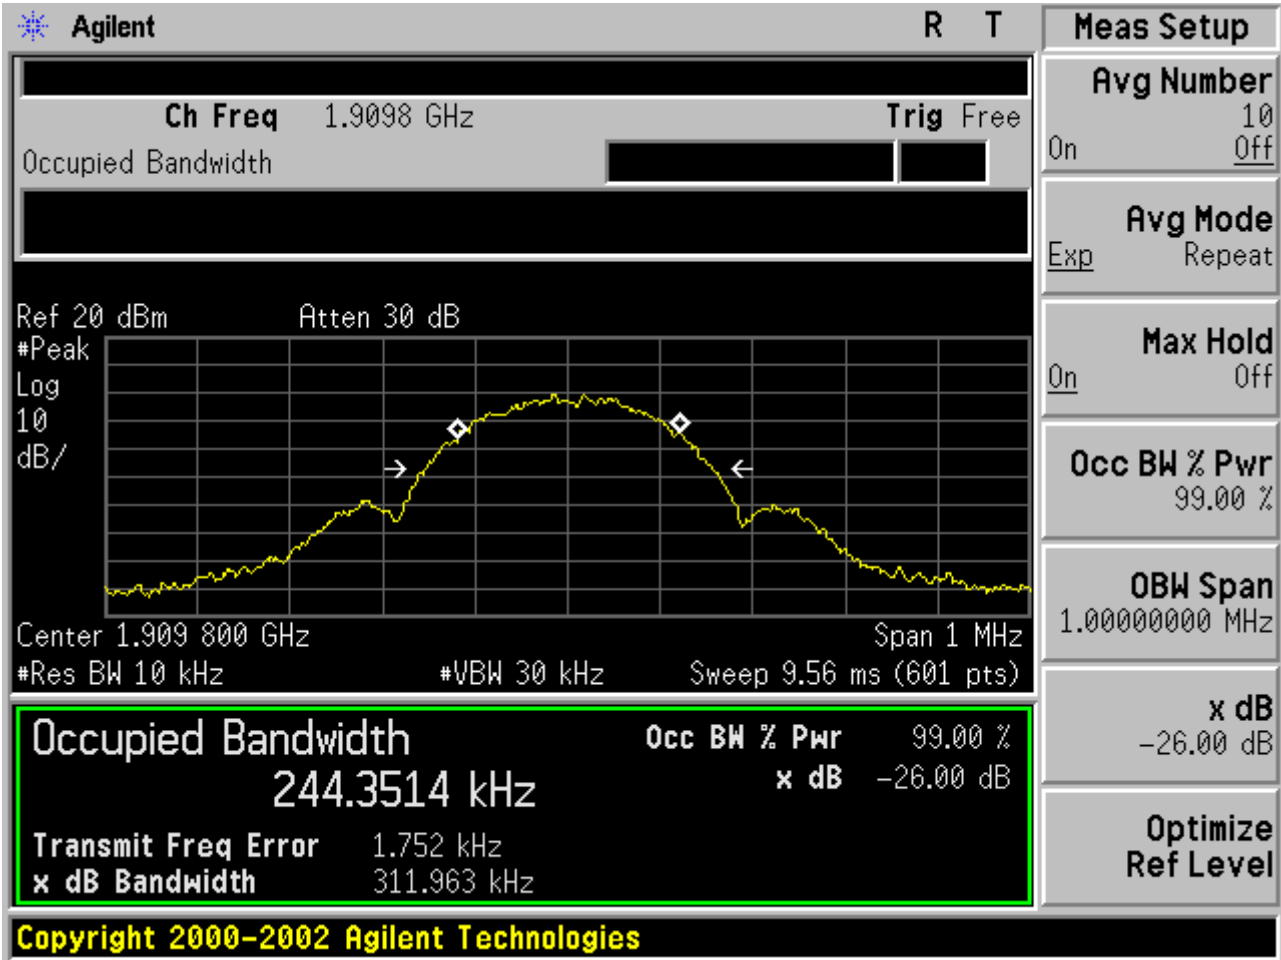 Agilent
R T
Ch Freq 1.9098 GHz
Trig Free
Occupied Bandwidth
Ref 20 dBm
Atten 30 dB
#Peak
Log
10
dB/
Center 1.909 800 GHz
Span 1 MHz
#Res BW 10 kHz
#VBW 30 kHz
Sweep 9.56 ms (601 pts)
Occupied Bandwidth
244.3514 kHz
Occ BW % Pwr 99.00 %
x dB -26.00 dB
Transmit Freq Error 1.752 kHz
x dB Bandwidth 311.963 kHz
Meas Setup
Avg Number
10
On Off
Avg Mode
Exp Repeat
Max Hold
On Off
Occ BW % Pwr
99.00 %
OBW Span
1.00000000 MHz
x dB
-26.00 dB
Optimize
Ref Level
Copyright 2000-2002 Agilent Technologies